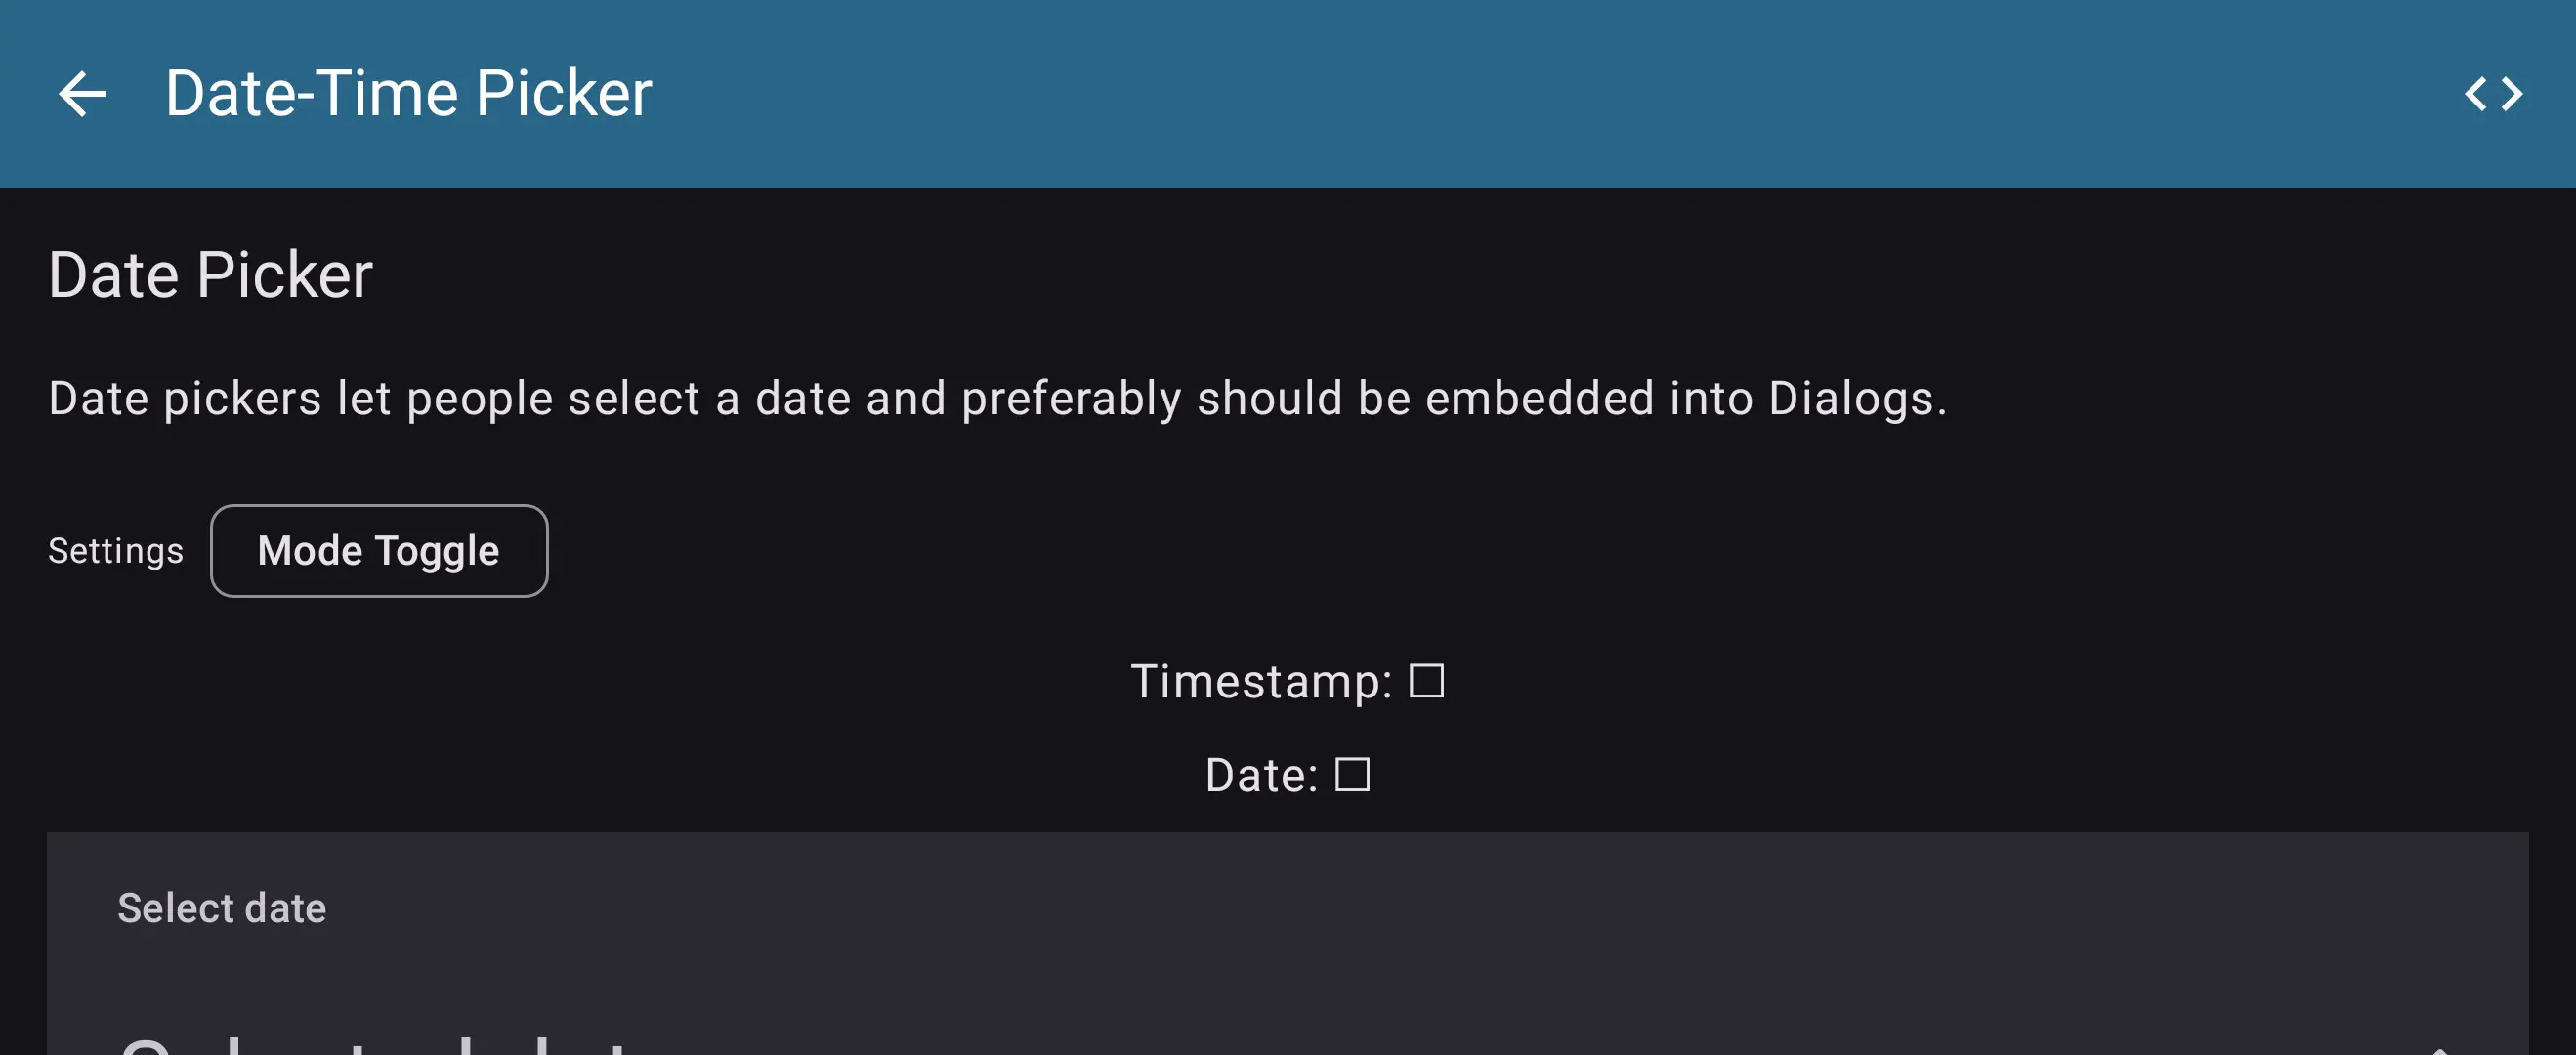 Date-Time Picker
Date Picker
Date pickers let people select a date and preferably should be embedded into Dialogs.
Settings Mode Toggle
Timestamp: ☐
Date: ☐
Select date